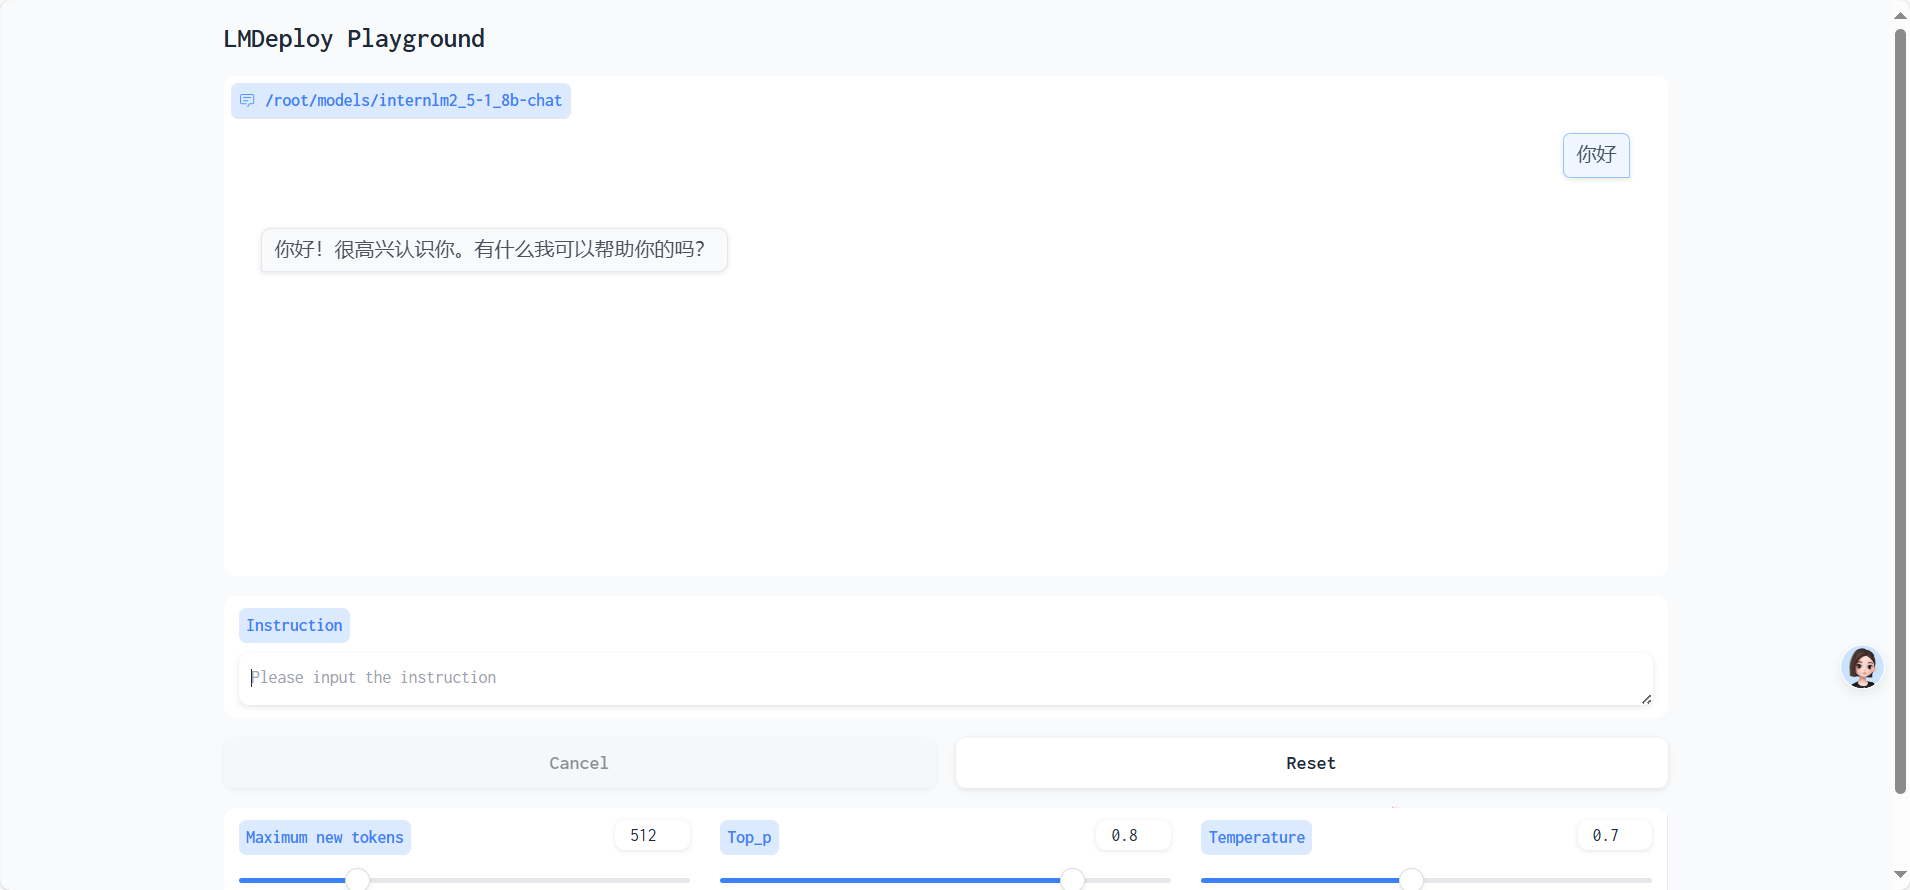 LMDeploy Playground
/root/models/internlm2_5-1_8b-chat
你好
你好！很高兴认识你。有什么我可以帮助你的吗？
Instruction
Please input the instruction
Cancel
Reset
Maximum new tokens
512
Top_p
0.8
Temperature
0.7